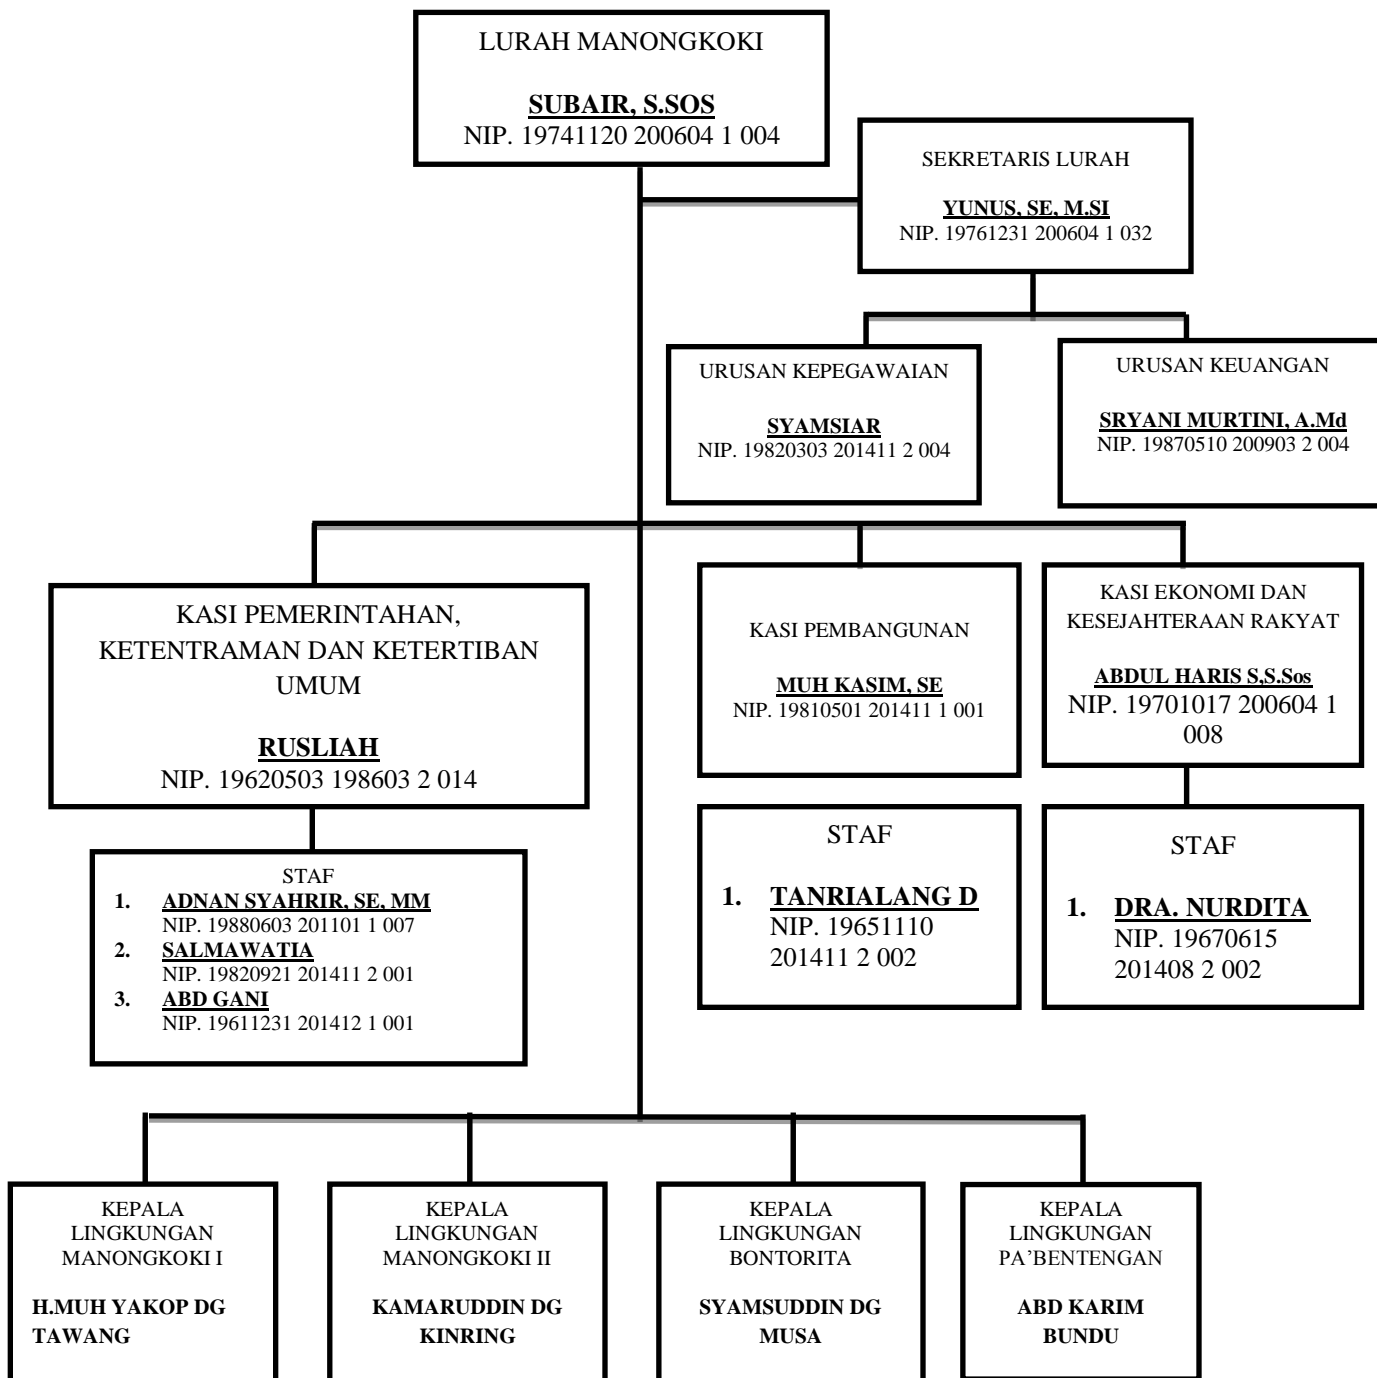 LURAH MANONGKOKI
SUBAIR, S.SOS
NIP. 19741120 200604 1 004
SEKRETARIS LURAH
YUNUS, SE, M.SI
NIP. 19761231 200604 1 032
URUSAN KEPEGAWAIAN
SYAMSIAR
NIP. 19820303 201411 2 004
URUSAN KEUANGAN
SRYANI MURTINI, A.Md
NIP. 19870510 200903 2 004
KASI PEMERINTAHAN,
KETENTRAMAN DAN KETERTIBAN
UMUM
RUSLIAH
NIP. 19620503 198603 2 014
KASI PEMBANGUNAN
MUH KASIM, SE
NIP. 19810501 201411 1 001
KASI EKONOMI DAN
KESEJAHTERAAN RAKYAT
ABDUL HARIS S,S.Sos
NIP. 19701017 200604 1
008
STAF
1. ADNAN SYAHRIR, SE, MM
NIP. 19880603 201101 1 007
2. SALMAWATIA
NIP. 19820921 201411 2 001
3. ABD GANI
NIP. 19611231 201412 1 001
STAF
1. TANRIALANG D
NIP. 19651110
201411 2 002
STAF
1. DRA. NURDITA
NIP. 19670615
201408 2 002
KEPALA
LINGKUNGAN
MANONGKOKI I
H.MUH YAKOP DG
TAWANG
KEPALA
LINGKUNGAN
MANONGKOKI II
KAMARUDDIN DG
KINRING
KEPALA
LINGKUNGAN
BONTORITA
SYAMSUDDIN DG
MUSA
KEPALA
LINGKUNGAN
PA’BENTENGAN
ABD KARIM
BUNDU